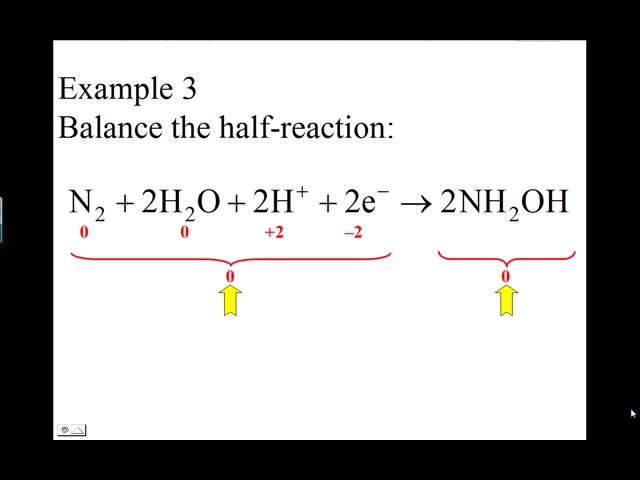 Example 3
Balance the half-reaction:
N₂ + 2H₂O + 2H⁺ + 2e⁻ → 2NH₂OH
0 0 +2 –2
0 0